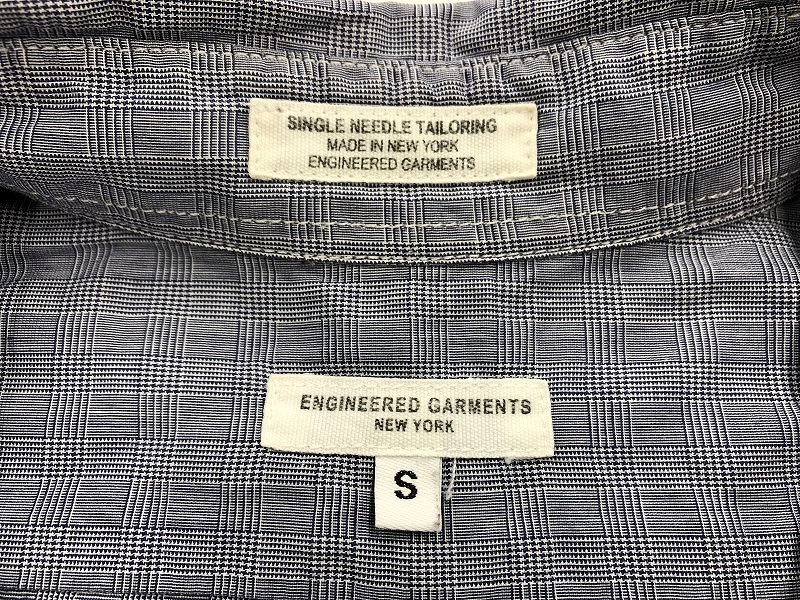 SINGLE NEEDLE TAILORING
MADE IN NEW YORK
ENGINEERED GARMENTS
ENGINEERED GARMENTS
NEW YORK
S